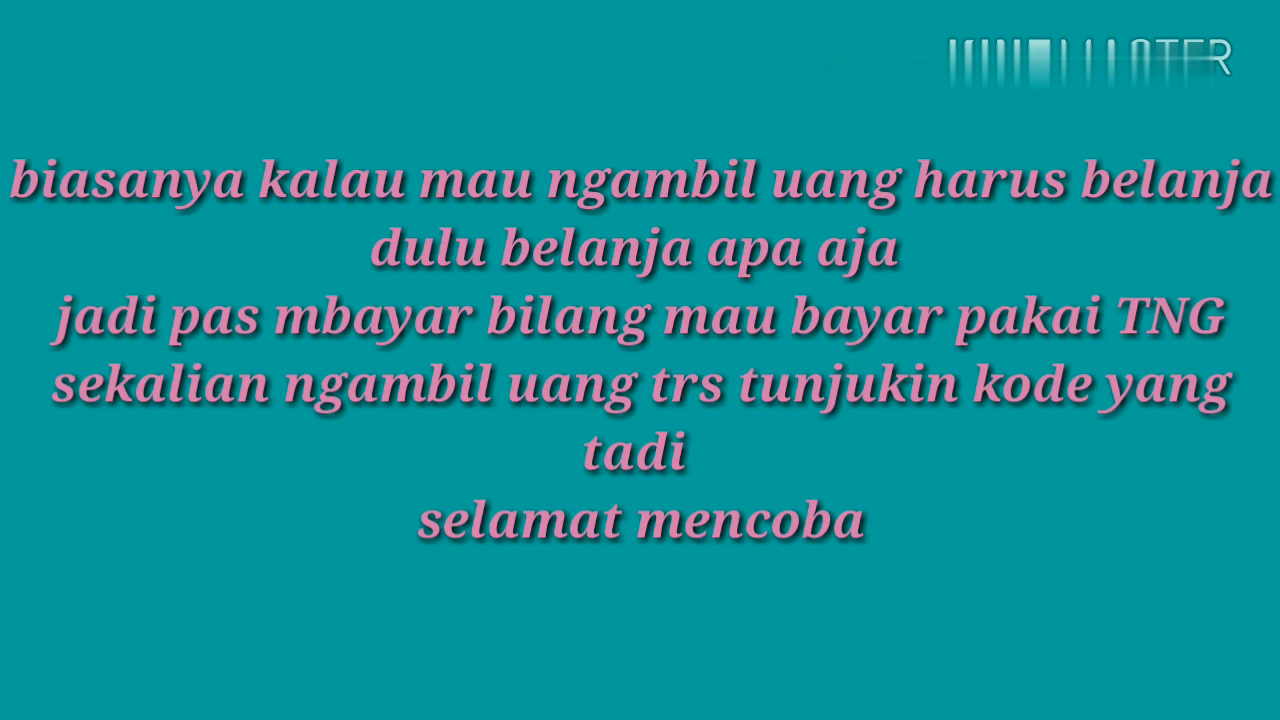 biasanya kalau mau ngambil uang harus belanja
dulu belanja apa aja
jadi pas mbayar bilang mau bayar pakai TNG
sekalian ngambil uang trs tunjukin kode yang
tadi
selamat mencoba